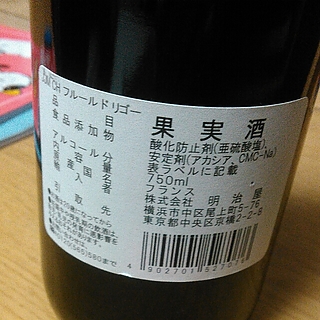 フルールドリゴー
品目 果実酒
食品添加物 酸化防止剤(亜硫酸塩)、
安定剤(アカシア、CMC-Na)
アルコール分 表ラベルに記載
内容量 750ml
原産国 フランス
輸入者 株式会社 明治屋
引取先 横浜市中区尾上町5-76
東京都中央区京橋2-2-8
4 902701